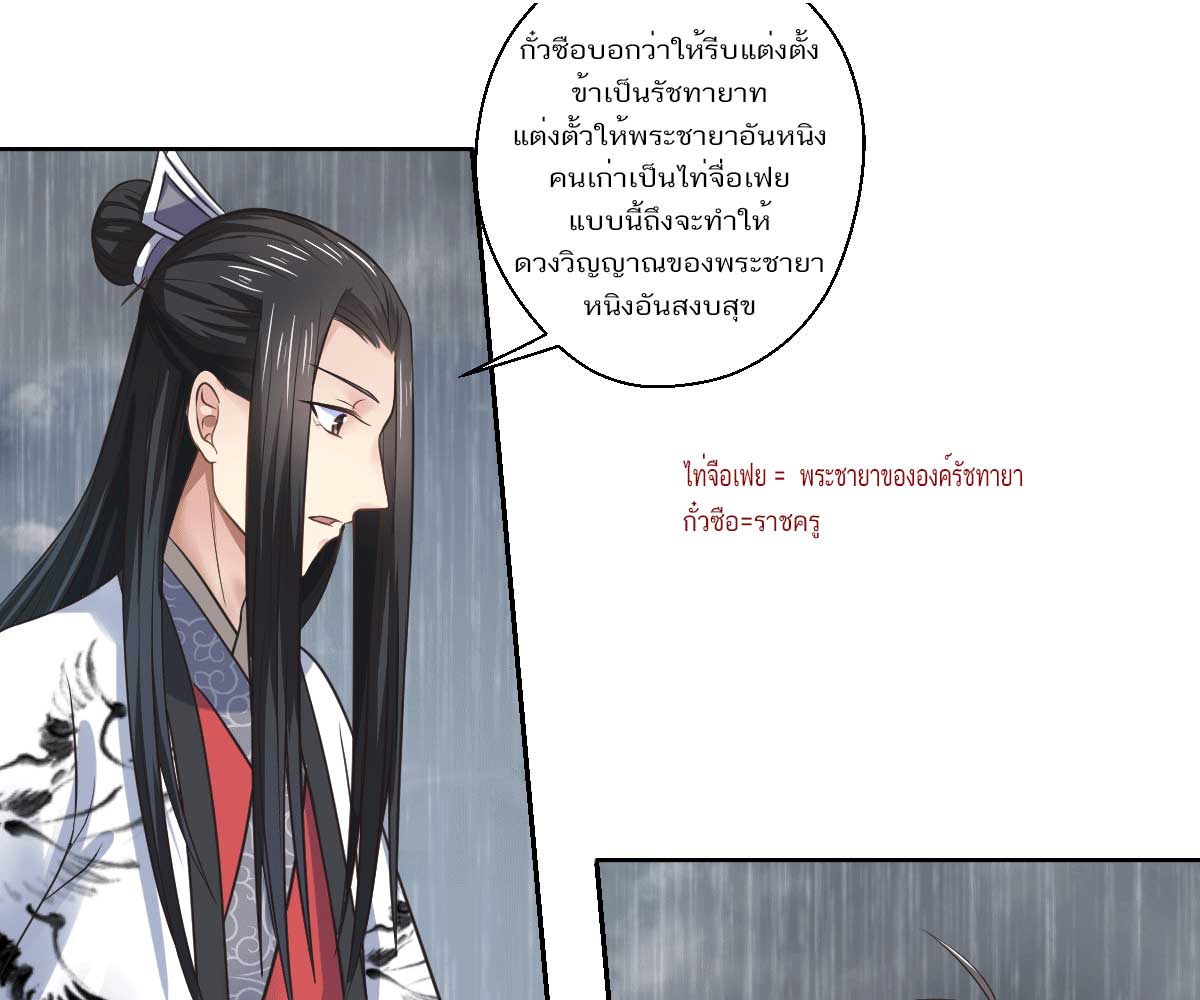 กั๋วซือบอกว่าให้รีบแต่งตั้ง
ข้าเป็นรัชทายาท
แต่งตั้วให้พระชายาอันหนิง
คนเก่าเป็นไท่จื่อเฟย
แบบนี้ถึงจะทำให้
ดวงวิญญาณของพระชายา
หนิงอันสงบสุข
ไท่จือเฟย = พระชายาขององค์รัชทายา
กั๋วซือ=ราชครู